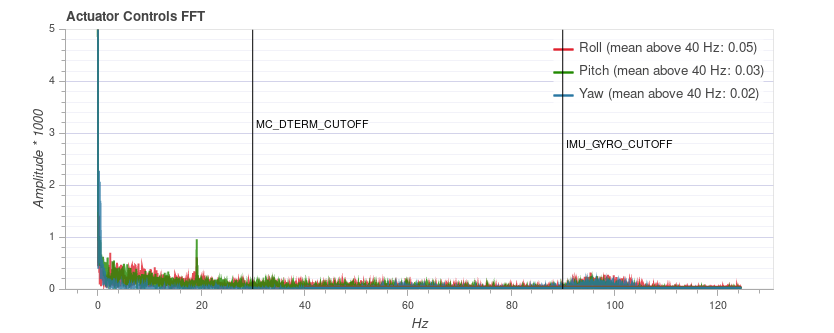 Actuator Controls FFT
5
Roll (mean above 40 Hz: 0.05)
Pitch (mean above 40 Hz: 0.03)
Yaw (mean above 40 Hz: 0.02)
4
MC_DTERM_CUTOFF
3
IMU_GYRO_CUTOFF
Amplitude * 1000
2
1
0
0 20 40 60 80 100 120
Hz